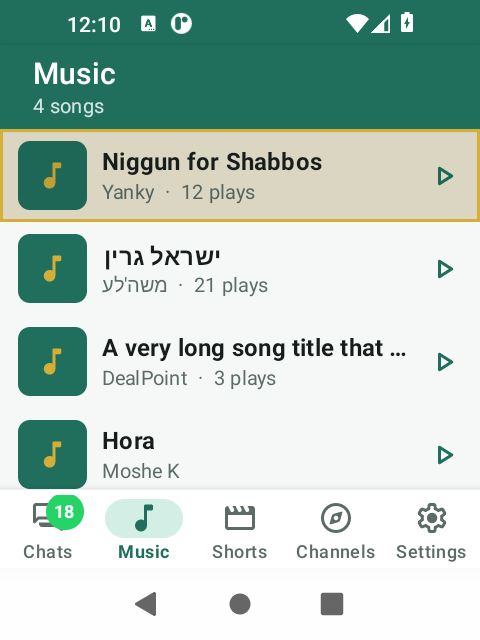 12:10
Music
4 songs
Niggun for Shabbos
Yanky · 12 plays
ישראל גרין
משה'לע · 21 plays
A very long song title that ...
DealPoint · 3 plays
Hora
Moshe K
18
Chats
Music
Shorts
Channels
Settings